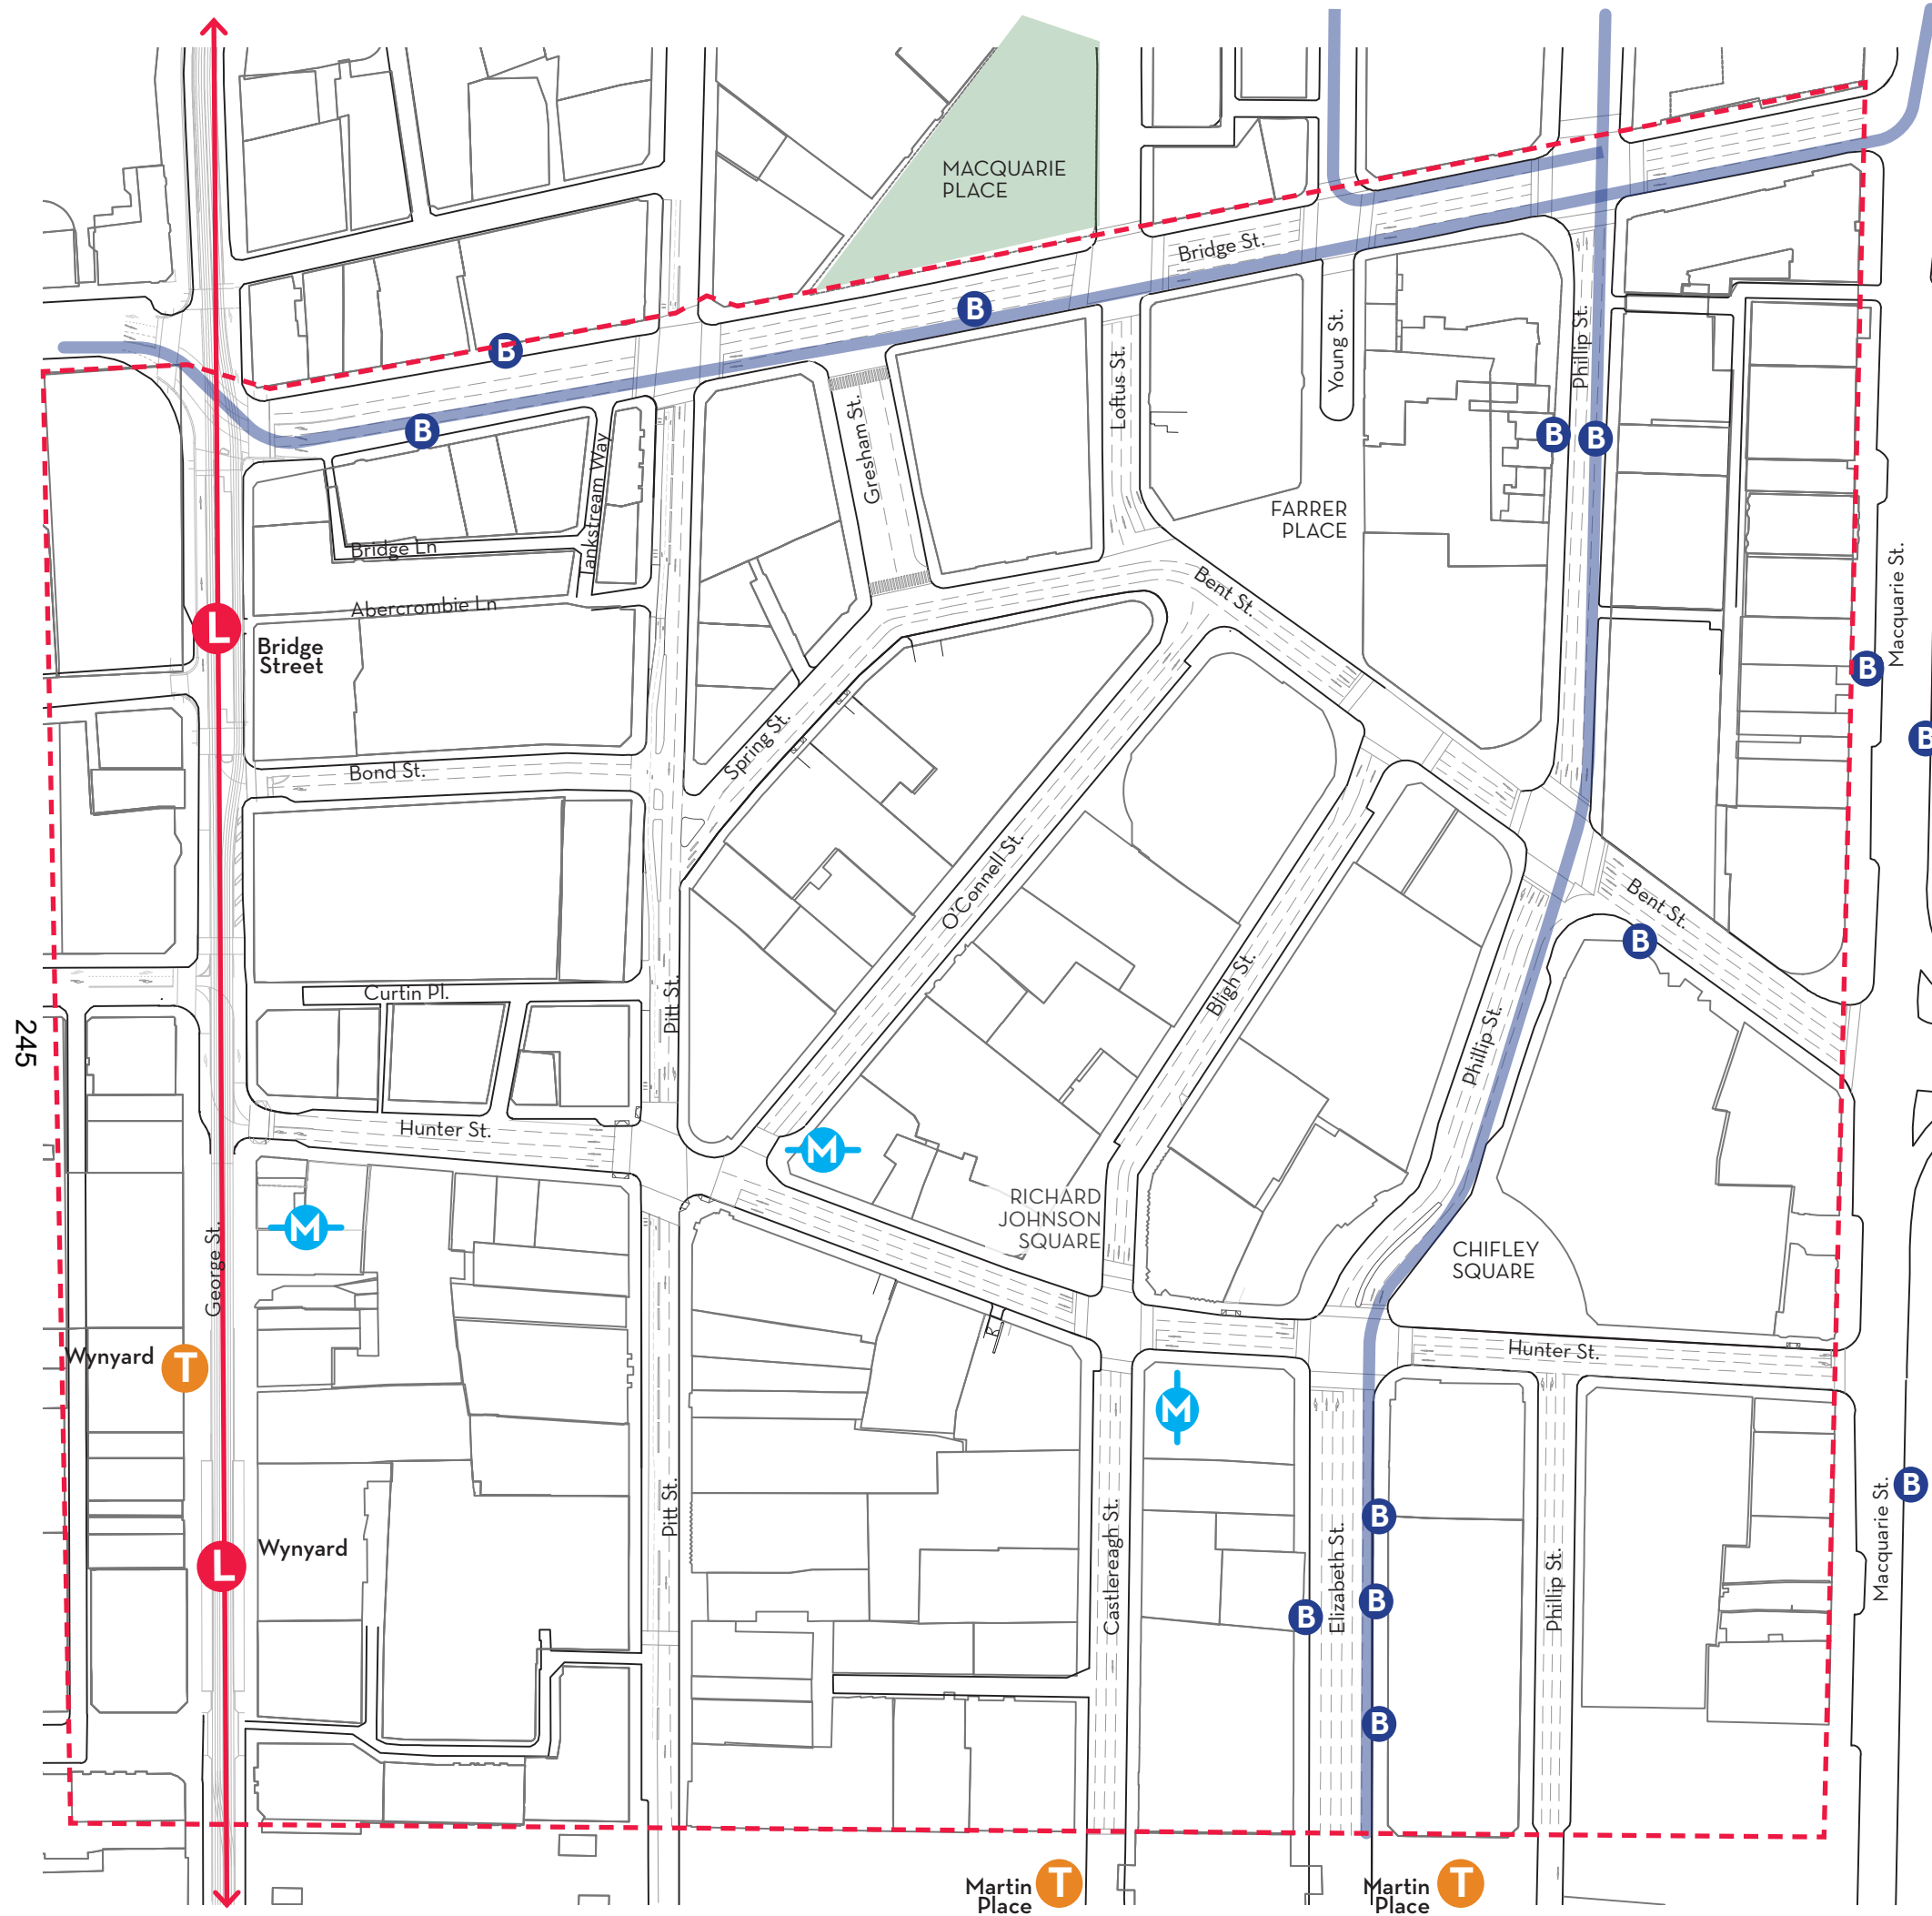 MACQUARIE
PLACE
Bridge St.
B
B
B
Loftus St.
Young St.
Phillip St.
Gresham St.
B
B
FARRER
PLACE
Bridge Ln
ankstream Way
Abercrombie Ln
Bent St.
Macquarie St.
L
Bridge
Street
B
B
Spring St.
Bond St.
O'Connell St.
Bent St.
B
Bligh St.
Curtin Pl.
Pitt St.
Phillip St.
245
Hunter St.
M
M
RICHARD
JOHNSON
SQUARE
George St.
CHIFLEY
SQUARE
Hunter St.
Wynyard
T
M
B
Macquarie St.
L
Wynyard
Pitt St.
Castlereagh St.
Elizabeth St.
Phillip St.
B
B
B
B
Martin
Place
T
Martin
Place
T